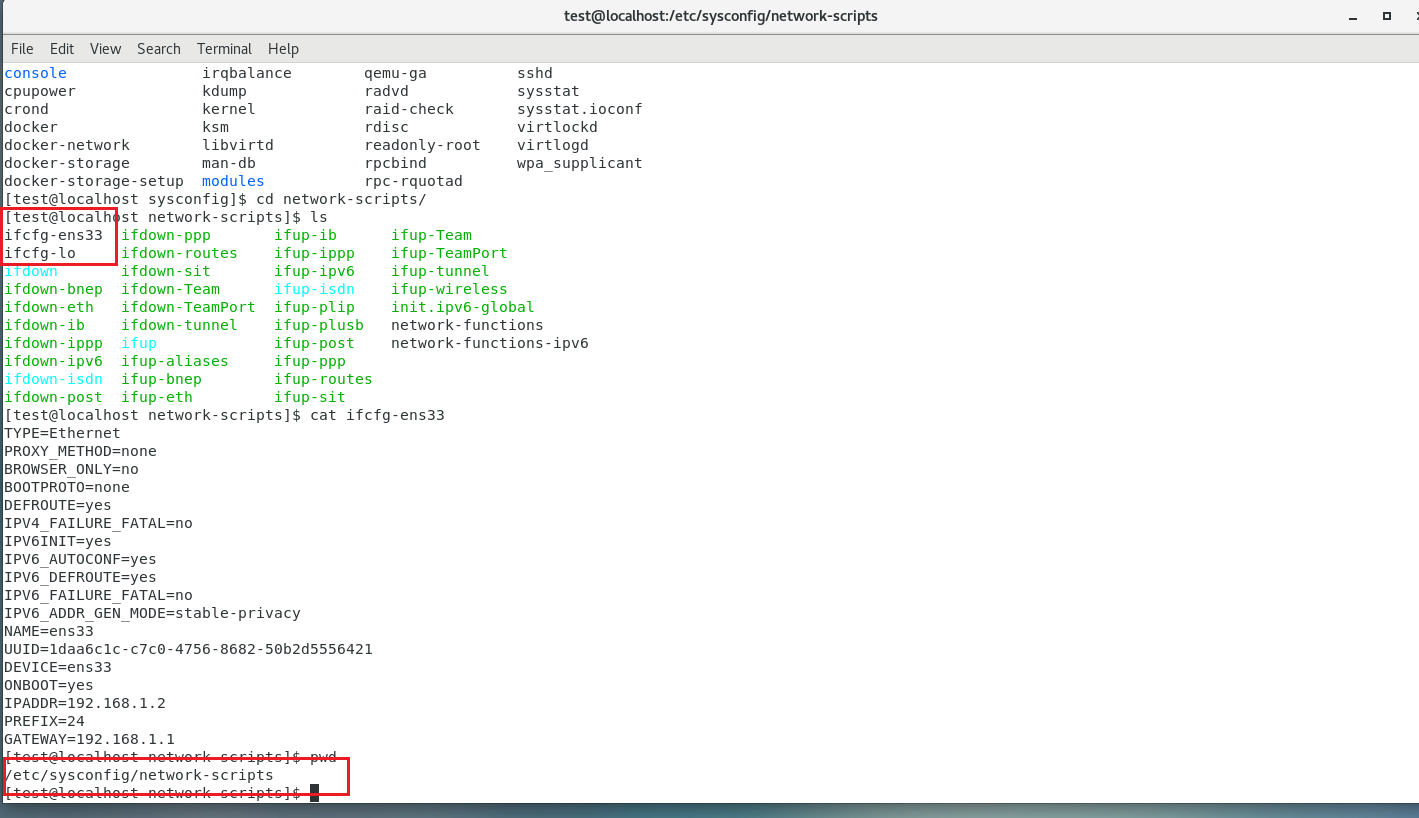 test@localhost:/etc/sysconfig/network-scripts
File Edit View Search Terminal Help
console irqbalance qemu-ga sshd
cpupower kdump radvd sysstat
crond kernel raid-check sysstat.ioconf
docker ksm rdisc virtlockd
docker-network libvirtd readonly-root virtlogd
docker-storage man-db rpcbind wpa_supplicant
docker-storage-setup modules rpc-rquotad
[test@localhost sysconfig]$ cd network-scripts/
[test@localhost network-scripts]$ ls
ifcfg-ens33 ifdown-ppp ifup-ib ifup-Team
ifcfg-lo ifdown-routes ifup-ippp ifup-TeamPort
ifdown ifdown-sit ifup-ipv6 ifup-tunnel
ifdown-bnep ifdown-Team ifup-isdn ifup-wireless
ifdown-eth ifdown-TeamPort ifup-plip init.ipv6-global
ifdown-ib ifdown-tunnel ifup-plusb network-functions
ifdown-ippp ifup ifup-post network-functions-ipv6
ifdown-ipv6 ifup-aliases ifup-ppp
ifdown-isdn ifup-bnep ifup-routes
ifdown-post ifup-eth ifup-sit
[test@localhost network-scripts]$ cat ifcfg-ens33
TYPE=Ethernet
PROXY_METHOD=none
BROWSER_ONLY=no
BOOTPROTO=none
DEFROUTE=yes
IPV4_FAILURE_FATAL=no
IPV6INIT=yes
IPV6_AUTOCONF=yes
IPV6_DEFROUTE=yes
IPV6_FAILURE_FATAL=no
IPV6_ADDR_GEN_MODE=stable-privacy
NAME=ens33
UUID=1daa6c1c-c7c0-4756-8682-50b2d5556421
DEVICE=ens33
ONBOOT=yes
IPADDR=192.168.1.2
PREFIX=24
GATEWAY=192.168.1.1
[test@localhost network-scripts]$ pwd
/etc/sysconfig/network-scripts
[test@localhost network-scripts]$